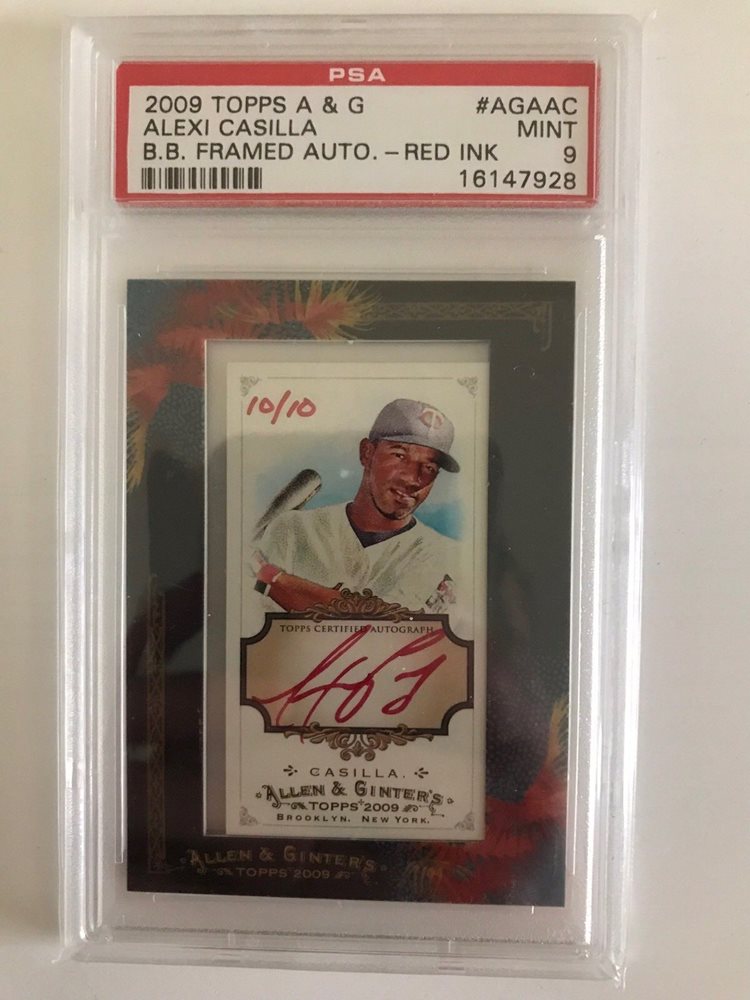 PSA
2009 TOPPS A & G #AGAAC
ALEXI CASILLA MINT
B.B. FRAMED AUTO. - RED INK 9
16147928
10/10
TOPPS CERTIFIED AUTOGRAPH
CASILLA
ALLEN & GINTER'S
TOPPS 2009
BROOKLYN. NEW YORK.
ALLEN & GINTER'S
TOPPS 2009